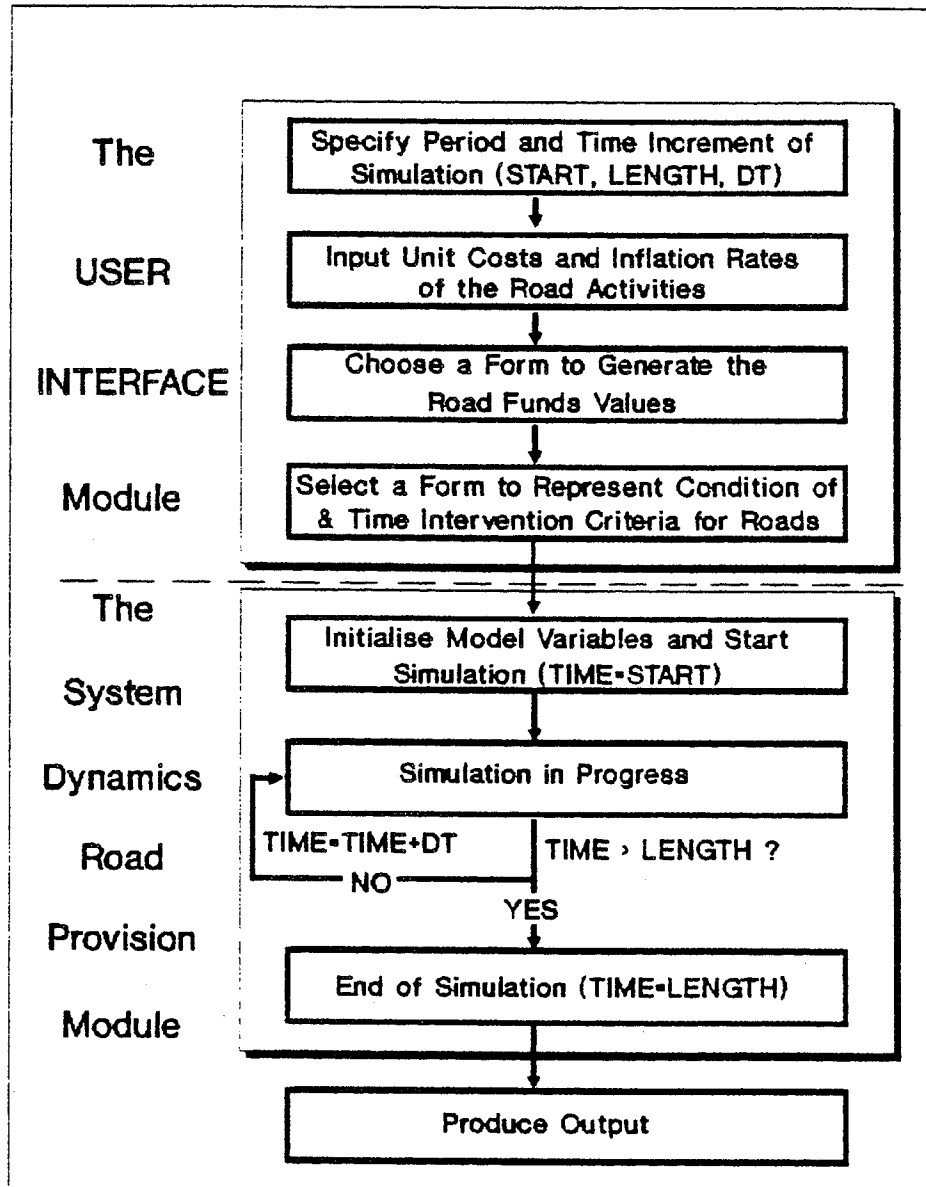 The
USER
INTERFACE
Module
Specify Period and Time Increment of
Simulation (START, LENGTH, DT)
Input Unit Costs and Inflation Rates
of the Road Activities
Choose a Form to Generate the
Road Funds Values
Select a Form to Represent Condition of
& Time Intervention Criteria for Roads
The
System
Dynamics
Road
Provision
Module
Initialise Model Variables and Start
Simulation (TIME=START)
Simulation in Progress
TIME=TIME+DT
TIME > LENGTH ?
NO
YES
End of Simulation (TIME=LENGTH)
Produce Output